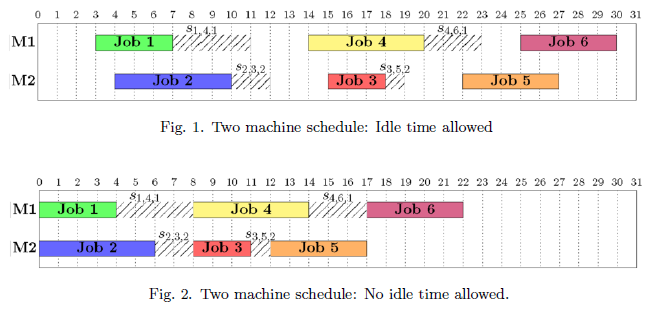 0 1 2 3 4 5 6 7 8 9 10 11 12 13 14 15 16 17 18 19 20 21 22 23 24 25 26 27 28 29 30 31
s1,4,1 s4,6,1
M1 Job 1 Job 4 Job 6
s2,3,2 s3,5,2
M2 Job 2 Job 3 Job 5
Fig. 1. Two machine schedule: Idle time allowed
0 1 2 3 4 5 6 7 8 9 10 11 12 13 14 15 16 17 18 19 20 21 22 23 24 25 26 27 28 29 30 31
s1,4,1 s4,6,1
M1 Job 1 Job 4 Job 6
s2,3,2 s3,5,2
M2 Job 2 Job 3 Job 5
Fig. 2. Two machine schedule: No idle time allowed.